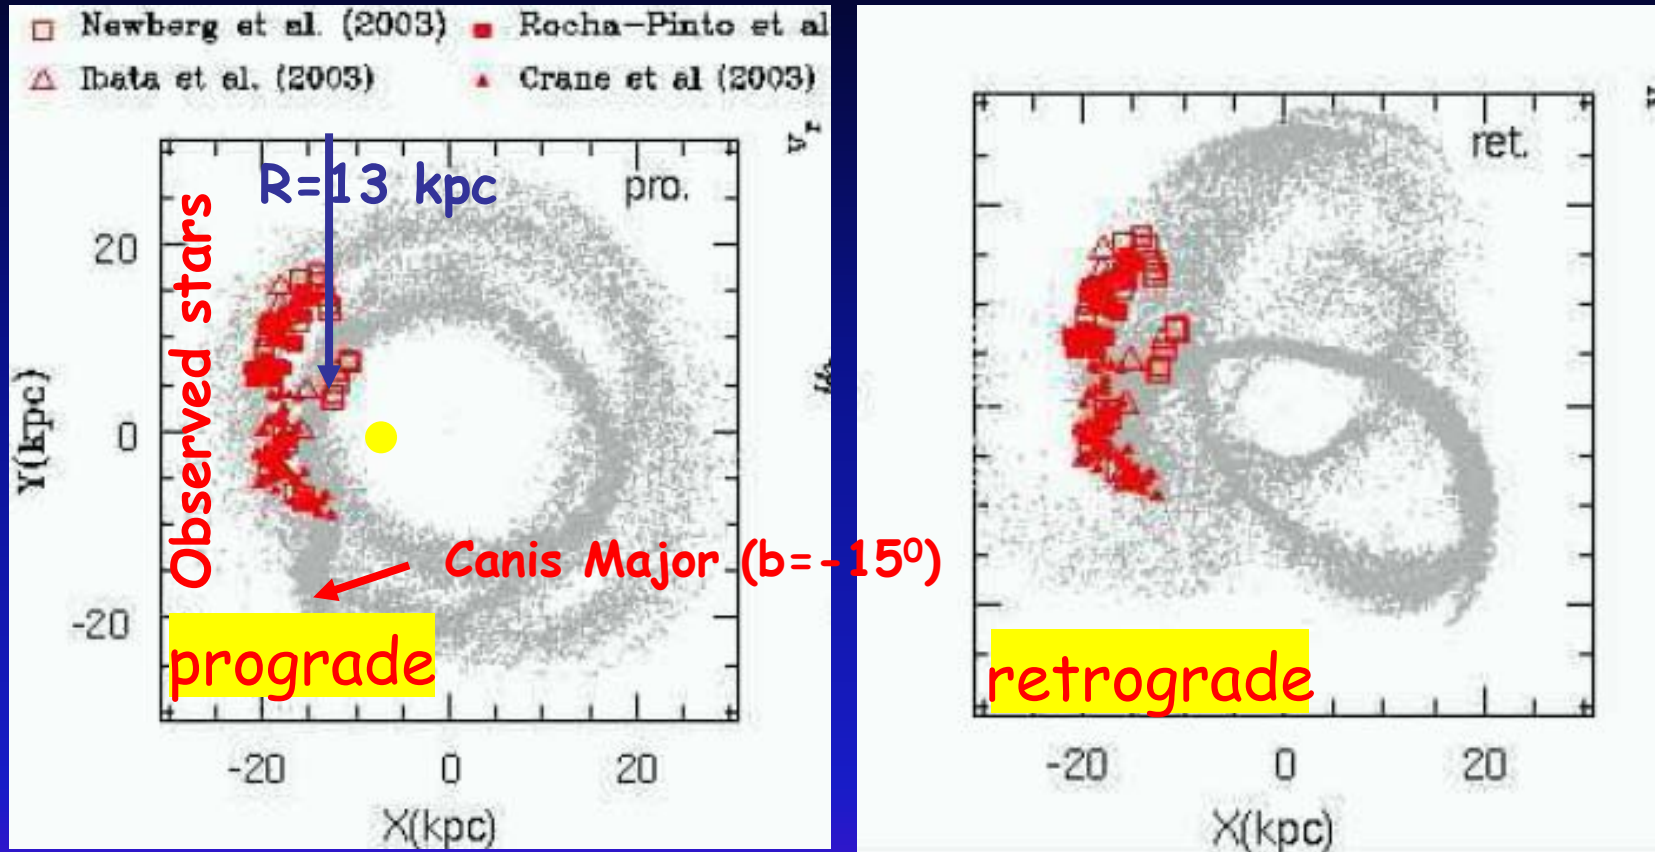 Newberg et al. (2003) Rocha-Pinto et al
Ibata et al. (2003) Crane et al (2003)
R=13 kpc
pro.
ret.
Observed stars
Y(kpc)
20
0
-20
Canis Major (b=-15⁰)
prograde
retrograde
-20 0 20
-20 0 20
X(kpc)
X(kpc)